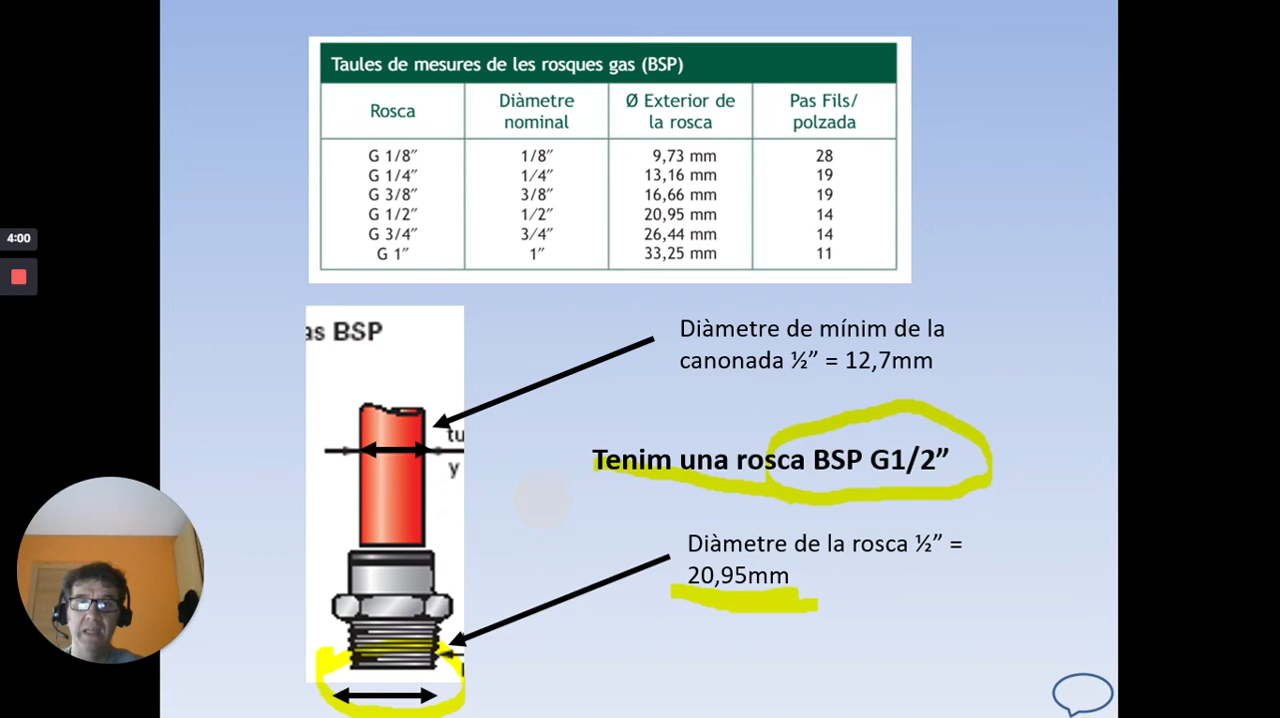 Taules de mesures de les rosques gas (BSP)
Rosca Diàmetre nominal Ø Exterior de la rosca Pas Fils/ polzada
G 1/8″ 1/8″ 9,73 mm 28
G 1/4″ 1/4″ 13,16 mm 19
G 3/8″ 3/8″ 16,66 mm 19
G 1/2″ 1/2″ 20,95 mm 14
G 3/4″ 3/4″ 26,44 mm 14
G 1″ 1″ 33,25 mm 11
4:00
as BSP
Diàmetre de mínim de la
canonada ½” = 12,7mm
tu
y
Tenim una rosca BSP G1/2”
Diàmetre de la rosca ½” =
20,95mm